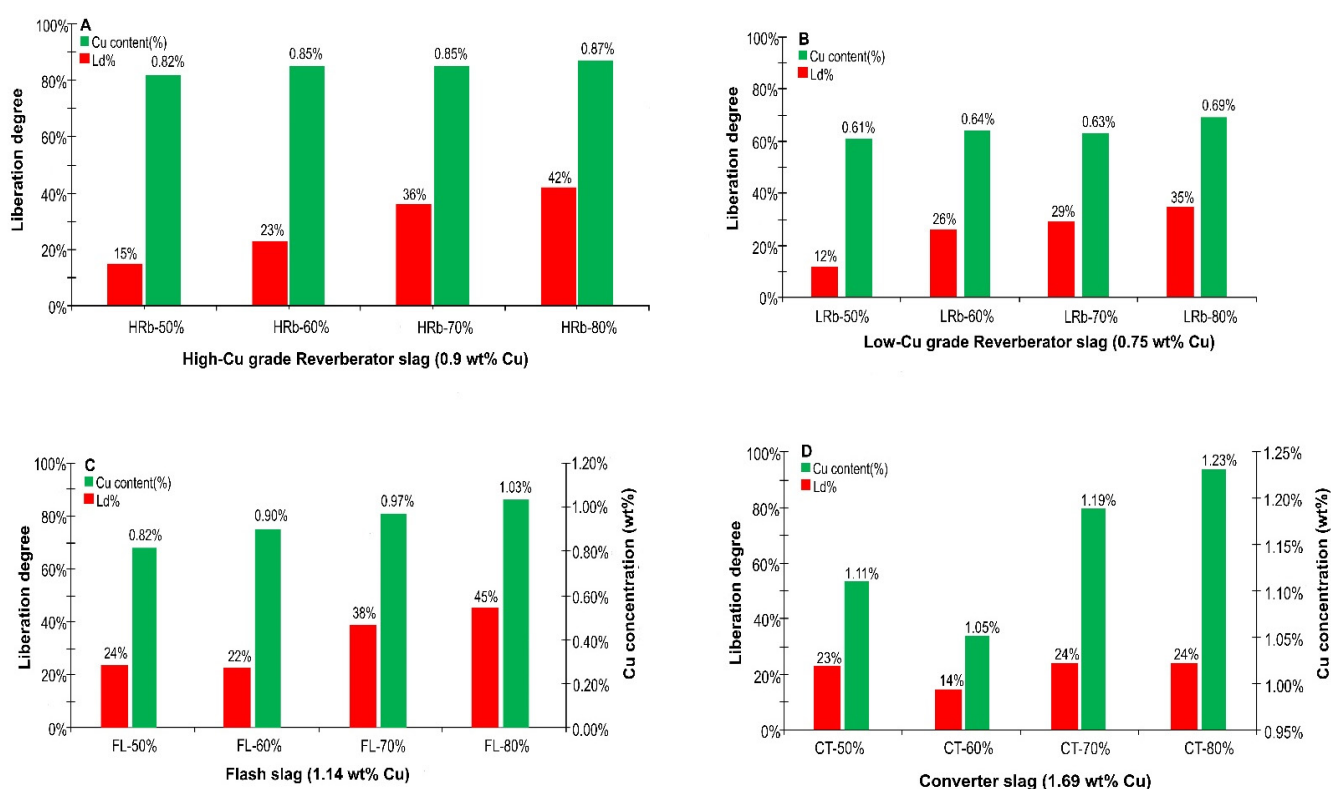 A
Cu content(%)
Ld%
Liberation degree
100%
80%
60%
40%
20%
0%
15%
0.82%
23%
0.85%
36%
0.85%
42%
0.87%
HRb-50%
HRb-60%
HRb-70%
HRb-80%
High-Cu grade Reverberator slag (0.9 wt% Cu)
B
Cu content(%)
Ld%
Liberation degree
100%
80%
60%
40%
20%
0%
12%
0.61%
26%
0.64%
29%
0.63%
35%
0.69%
LRb-50%
LRb-60%
LRb-70%
LRb-80%
Low-Cu grade Reverberator slag (0.75 wt% Cu)
C
Cu content(%)
Ld%
Liberation degree
100%
80%
60%
40%
20%
0%
24%
0.82%
22%
0.90%
38%
0.97%
45%
1.03%
1.20%
1.00%
0.80%
0.60%
0.40%
0.20%
0.00%
Cu concentration (wt%)
FL-50%
FL-60%
FL-70%
FL-80%
Flash slag (1.14 wt% Cu)
D
Cu content(%)
Ld%
Liberation degree
100%
80%
60%
40%
20%
0%
23%
1.11%
14%
1.05%
24%
1.19%
24%
1.23%
1.25%
1.20%
1.15%
1.10%
1.05%
1.00%
0.95%
Cu concentration (wt%)
CT-50%
CT-60%
CT-70%
CT-80%
Converter slag (1.69 wt% Cu)